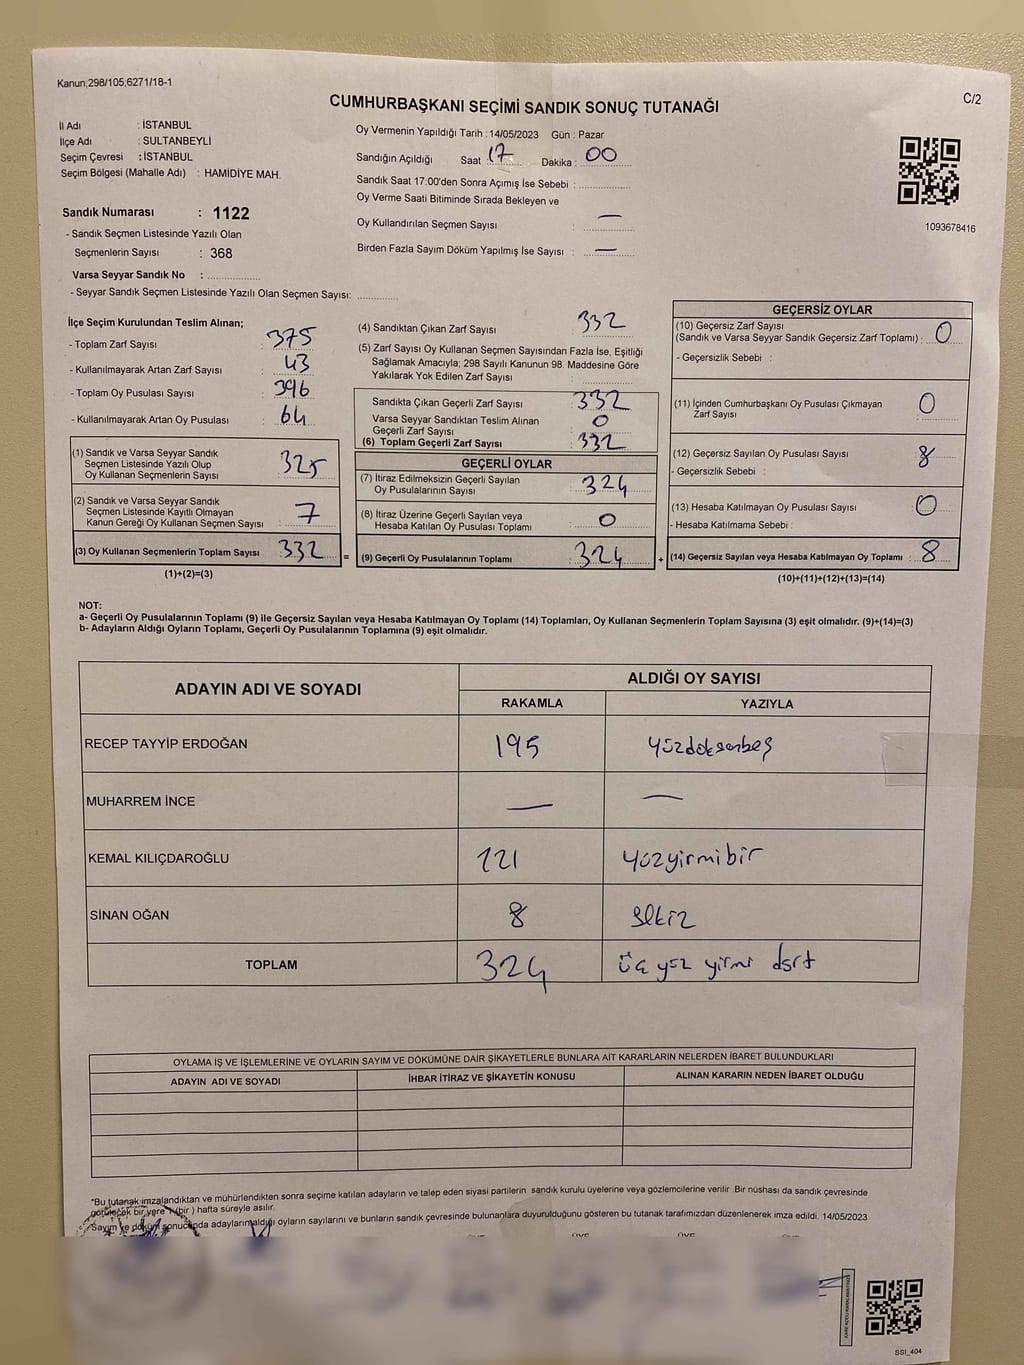 Kanun;298/105;6271/18-1
C/2
CUMHURBAŞKANI SEÇİMİ SANDIK SONUÇ TUTANAĞI
İl Adı : İSTANBUL
İlçe Adı : SULTANBEYLİ
Seçim Çevresi : İSTANBUL
Seçim Bölgesi (Mahalle Adı) : HAMİDİYE MAH.
Sandık Numarası : 1122
- Sandık Seçmen Listesinde Yazılı Olan
Seçmenlerin Sayısı : 368
Varsa Seyyar Sandık No :
- Seyyar Sandık Seçmen Listesinde Yazılı Olan Seçmen Sayısı:
Oy Vermenin Yapıldığı Tarih : 14/05/2023 Gün : Pazar
Sandığın Açıldığı Saat 17 Dakika : 00
Sandık Saat 17:00'den Sonra Açımış İse Sebebi :
Oy Verme Saati Bitiminde Sırada Bekleyen ve
Oy Kullandırılan Seçmen Sayısı : —
Birden Fazla Sayım Döküm Yapılmış İse Sayısı : —
1093678416
İlçe Seçim Kurulundan Teslim Alınan;
- Toplam Zarf Sayısı : 375
- Kullanılmayarak Artan Zarf Sayısı : 43
- Toplam Oy Pusulası Sayısı : 396
- Kullanılmayarak Artan Oy Pusulası : 64
(1) Sandık ve Varsa Seyyar Sandık
Seçmen Listesinde Yazılı Olup
Oy Kullanan Seçmenlerin Sayısı : 325
(2) Sandık ve Varsa Seyyar Sandık
Seçmen Listesinde Kayıtlı Olmayan
Kanun Gereği Oy Kullanan Seçmen Sayısı : 7
(3) Oy Kullanan Seçmenlerin Toplam Sayısı : 332
(1)+(2)=(3)
=
(4) Sandıktan Çıkan Zarf Sayısı : 332
(5) Zarf Sayısı Oy Kullanan Seçmen Sayısından Fazla İse, Eşitliği
Sağlamak Amacıyla; 298 Sayılı Kanunun 98. Maddesine Göre
Yakılarak Yok Edilen Zarf Sayısı :
Sandıkta Çıkan Geçerli Zarf Sayısı : 332
Varsa Seyyar Sandıktan Teslim Alınan
Geçerli Zarf Sayısı : 0
(6) Toplam Geçerli Zarf Sayısı : 332
GEÇERLİ OYLAR
(7) İtiraz Edilmeksizin Geçerli Sayılan
Oy Pusulalarının Sayısı : 324
(8) İtiraz Üzerine Geçerli Sayılan veya
Hesaba Katılan Oy Pusulası Toplamı : 0
(9) Geçerli Oy Pusulalarının Toplamı : 324
+
GEÇERSİZ OYLAR
(10) Geçersiz Zarf Sayısı
(Sandık ve Varsa Seyyar Sandık Geçersiz Zarf Toplamı) : 0
- Geçersizlik Sebebi :
(11) İçinden Cumhurbaşkanı Oy Pusulası Çıkmayan
Zarf Sayısı : 0
(12) Geçersiz Sayılan Oy Pusulası Sayısı : 8
- Geçersizlik Sebebi :
(13) Hesaba Katılmayan Oy Pusulası Sayısı : 0
- Hesaba Katılmama Sebebi :
(14) Geçersiz Sayılan veya Hesaba Katılmayan Oy Toplamı : 8
(10)+(11)+(12)+(13)=(14)
NOT:
a- Geçerli Oy Pusulalarının Toplamı (9) ile Geçersiz Sayılan veya Hesaba Katılmayan Oy Toplamı (14) Toplamları, Oy Kullanan Seçmenlerin Toplam Sayısına (3) eşit olmalıdır. (9)+(14)=(3)
b- Adayların Aldığı Oyların Toplamı, Geçerli Oy Pusulalarının Toplamına (9) eşit olmalıdır.
ADAYIN ADI VE SOYADI ALDIĞI OY SAYISI
RAKAMLA YAZIYLA
RECEP TAYYİP ERDOĞAN 195 yüzdoksanbeş
MUHARREM İNCE — —
KEMAL KILIÇDAROĞLU 121 yüzyirmibir
SİNAN OĞAN 8 sekiz
TOPLAM 324 üç yüz yirmi dört
OYLAMA İŞ VE İŞLEMLERİNE VE OYLARIN SAYIM VE DÖKÜMÜNE DAİR ŞİKAYETLERLE BUNLARA AİT KARARLARIN NELERDEN İBARET BULUNDUKLARI
ADAYIN ADI VE SOYADI İHBAR İTİRAZ VE ŞİKAYETİN KONUSU ALINAN KARARIN NEDEN İBARET OLDUĞU
*Bu tutanak imzalandıktan ve mühürlendikten sonra seçime katılan adayların ve talep eden siyasi partilerin sandık kurulu üyelerine veya gözlemcilerine verilir .Bir nüshası da sandık çevresinde
görülecek bir yere 1 (bir ) hafta süreyle asılır.
Sayım ve döküm sonucunda adayların aldığı oyların sayılarını ve bunların sandık çevresinde bulunanlara duyurulduğunu gösteren bu tutanak tarafımızdan düzenlenerek imza edildi. 14/05/2023
SSI_404